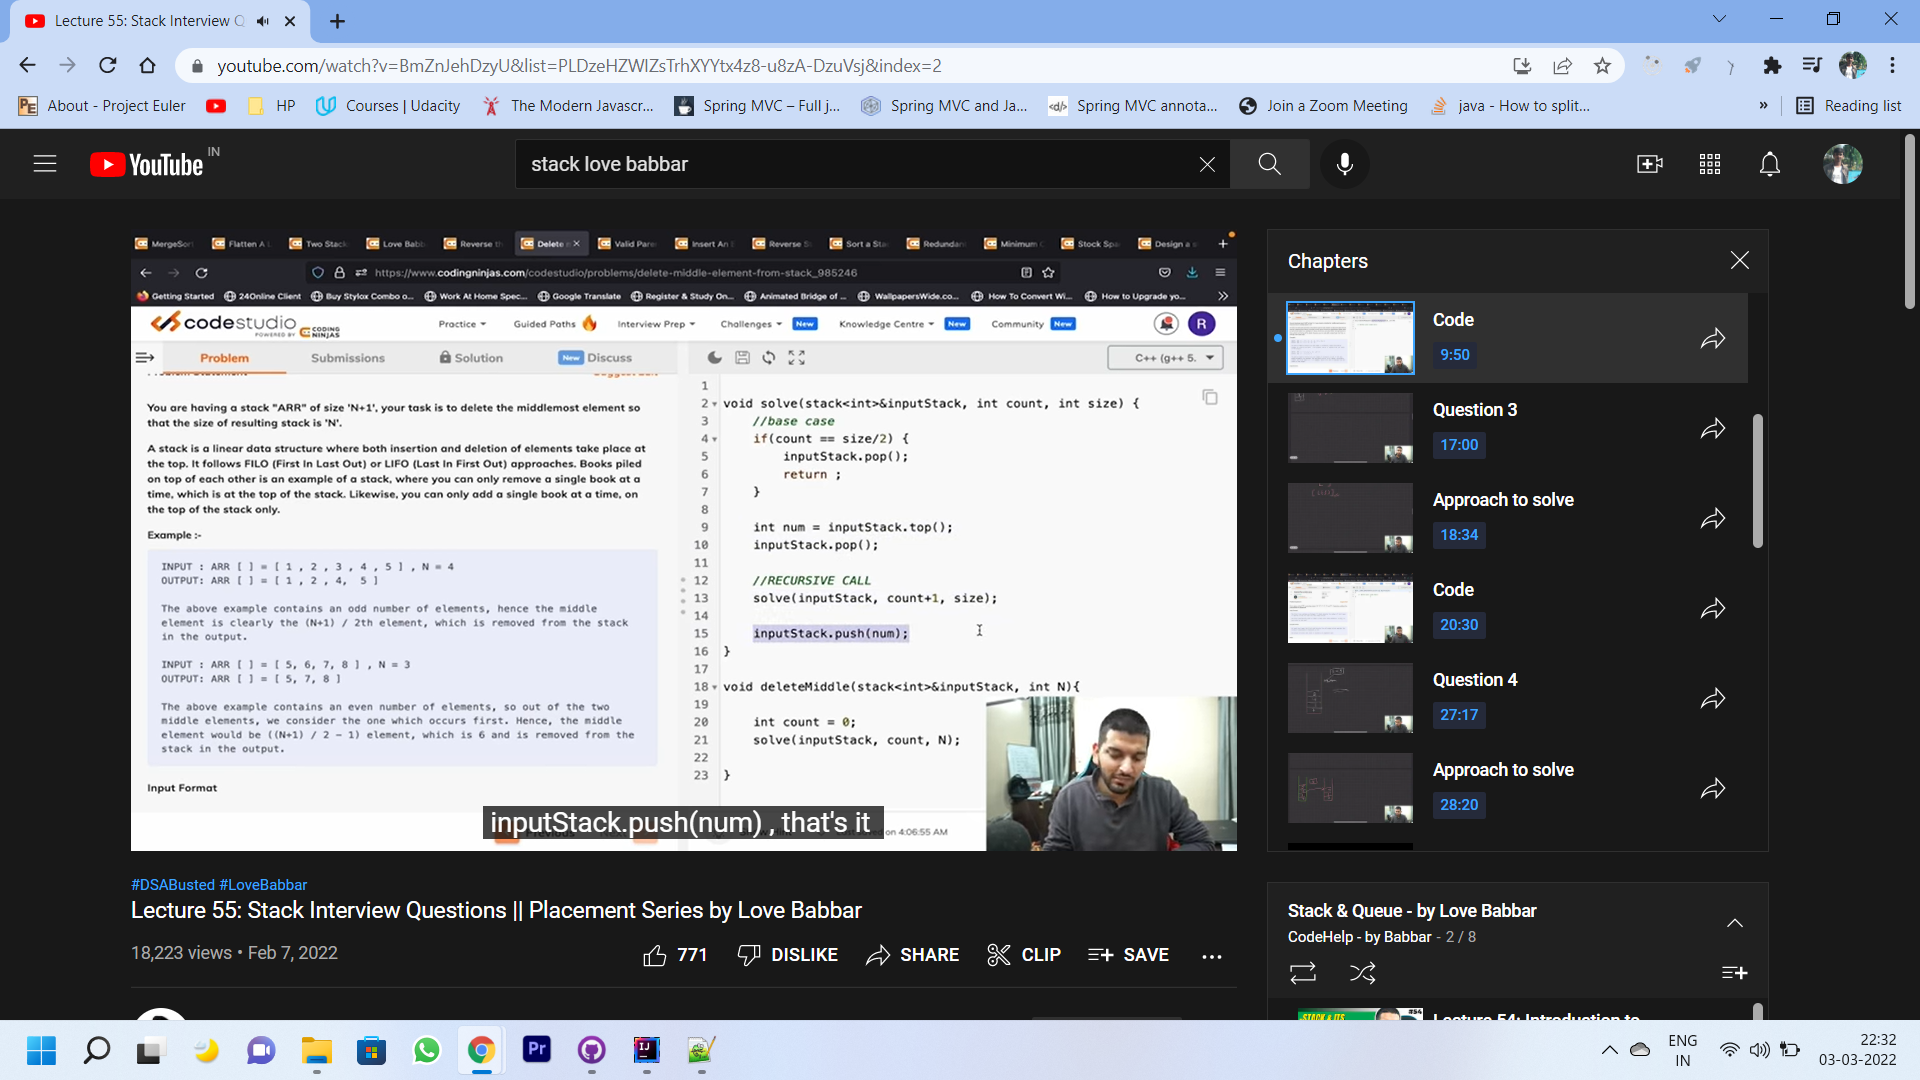 Lecture 55: Stack Interview Q
youtube.com/watch?v=BmZnJehDzyU&list=PLDzeHZWIZsTrhXYYtx4z8-u8zA-DzuVsj&index=2
About - Project Euler
HP
Courses | Udacity
The Modern Javascr...
Spring MVC – Full j...
Spring MVC and Ja...
Spring MVC annota...
Join a Zoom Meeting
java - How to split...
»
Reading list
YouTube IN
stack love babbar
MergeSor
Flatten A L
Two Stack
Love Babb
Reverse th
Delete
Valid Pare
Insert An
Reverse S
Sort a Sta
Redundan
Minimum C
Stock Spa
Design a
https://www.codingninjas.com/codestudio/problems/delete-middle-element-from-stack_985246
Getting Started
24Online Client
Buy Stylox Combo o...
Work At Home Spec...
Google Translate
Register & Study On...
Animated Bridge of ...
WallpapersWide.co...
How To Convert Wi...
How to Upgrade yo...
codestudio
POWERED BY CODING NINJAS
Practice
Guided Paths
Interview Prep
Challenges New
Knowledge Centre New
Community New
R
Problem
Submissions
Solution
New Discuss
C++ (g++ 5.
Problem Statement
You are having a stack "ARR" of size 'N+1', your task is to delete the middlemost element so
that the size of resulting stack is 'N'.
A stack is a linear data structure where both insertion and deletion of elements take place at
the top. It follows FILO (First In Last Out) or LIFO (Last In First Out) approaches. Books piled
on top of each other is an example of a stack, where you can only remove a single book at a
time, which is at the top of the stack. Likewise, you can only add a single book at a time, on
the top of the stack only.
Example :-
INPUT : ARR [ ] = [ 1 , 2 , 3 , 4 , 5 ] , N = 4
OUTPUT: ARR [ ] = [ 1 , 2 , 4, 5 ]
The above example contains an odd number of elements, hence the middle
element is clearly the (N+1) / 2th element, which is removed from the stack
in the output.
INPUT : ARR [ ] = [ 5, 6, 7, 8 ] , N = 3
OUTPUT: ARR [ ] = [ 5, 7, 8 ]
The above example contains an even number of elements, so out of the two
middle elements, we consider the one which occurs first. Hence, the middle
element would be ((N+1) / 2 - 1) element, which is 6 and is removed from the
stack in the output.
Input Format
1
2 void solve(stack<int>&inputStack, int count, int size) {
3 //base case
4 if(count == size/2) {
5 inputStack.pop();
6 return ;
7 }
8
9 int num = inputStack.top();
10 inputStack.pop();
11
12 //RECURSIVE CALL
13 solve(inputStack, count+1, size);
14
15 inputStack.push(num);
16 }
17
18 void deleteMiddle(stack<int>&inputStack, int N){
19
20 int count = 0;
21 solve(inputStack, count, N);
22
23 }
on 4:06:55 AM
inputStack.push(num) , that's it
Chapters
Code
9:50
Question 3
17:00
Approach to solve
18:34
Code
20:30
Question 4
27:17
Approach to solve
28:20
#DSABusted #LoveBabbar
Lecture 55: Stack Interview Questions || Placement Series by Love Babbar
18,223 views • Feb 7, 2022
771
DISLIKE
SHARE
CLIP
SAVE
Stack & Queue - by Love Babbar
CodeHelp - by Babbar - 2 / 8
STACK & ITS
#54
Lecture 54: Introduction to
Pr
IJ
ENG
IN
22:32
03-03-2022